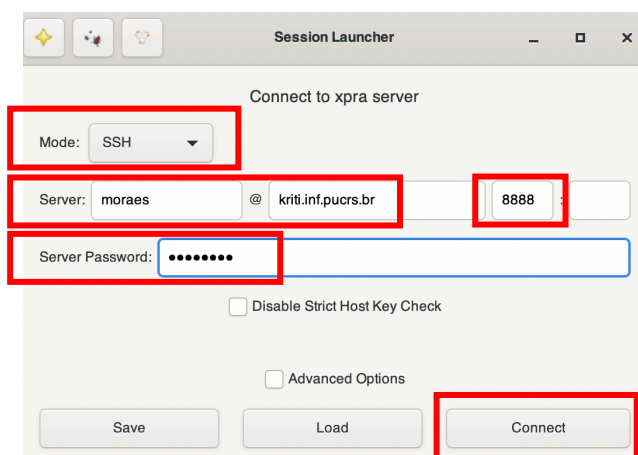 Session Launcher
Connect to xpra server
Mode: SSH
Server: moraes @ kriti.inf.pucrs.br 8888 :
Server Password: ••••••••
Disable Strict Host Key Check
Advanced Options
Save Load Connect